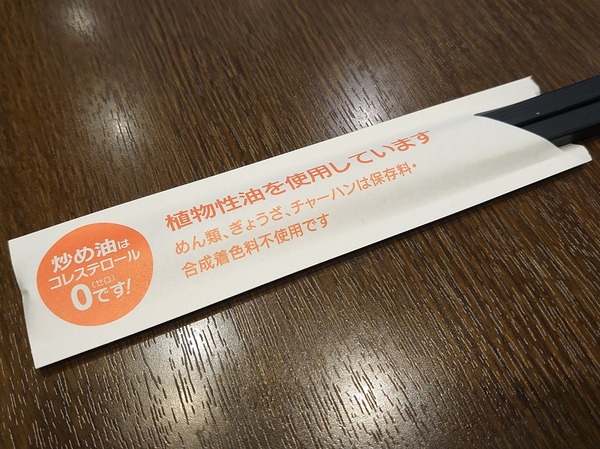 炒め油は
コレステロール
(ゼロ)
0です!
植物性油を使用しています
めん類、ぎょうざ、チャーハンは保存料・
合成着色料不使用です